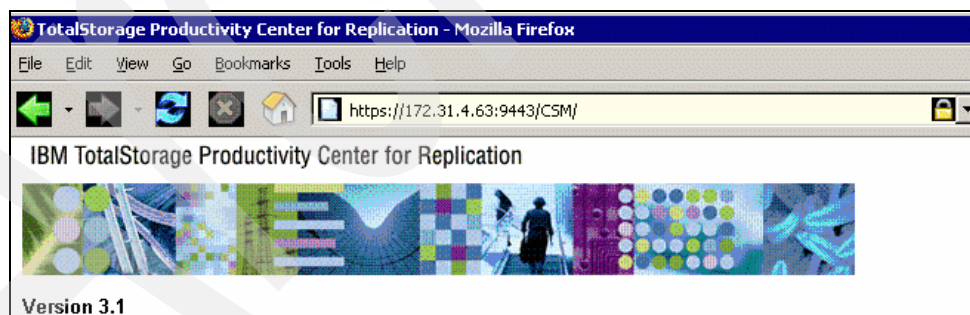 TotalStorage Productivity Center for Replication - Mozilla Firefox
File Edit View Go Bookmarks Tools Help
https://172.31.4.63:9443/CSM/
IBM TotalStorage Productivity Center for Replication
Version 3.1